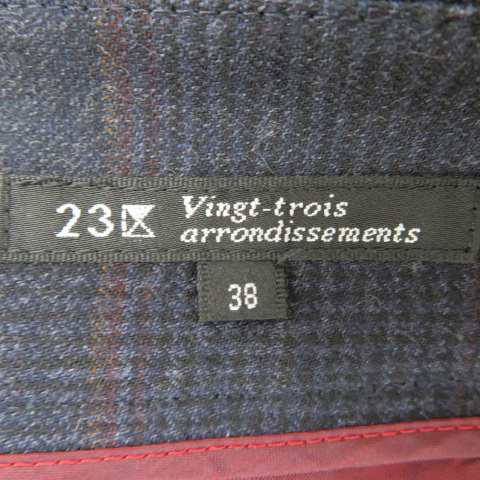 23区 Vingt-trois
arrondissements
38